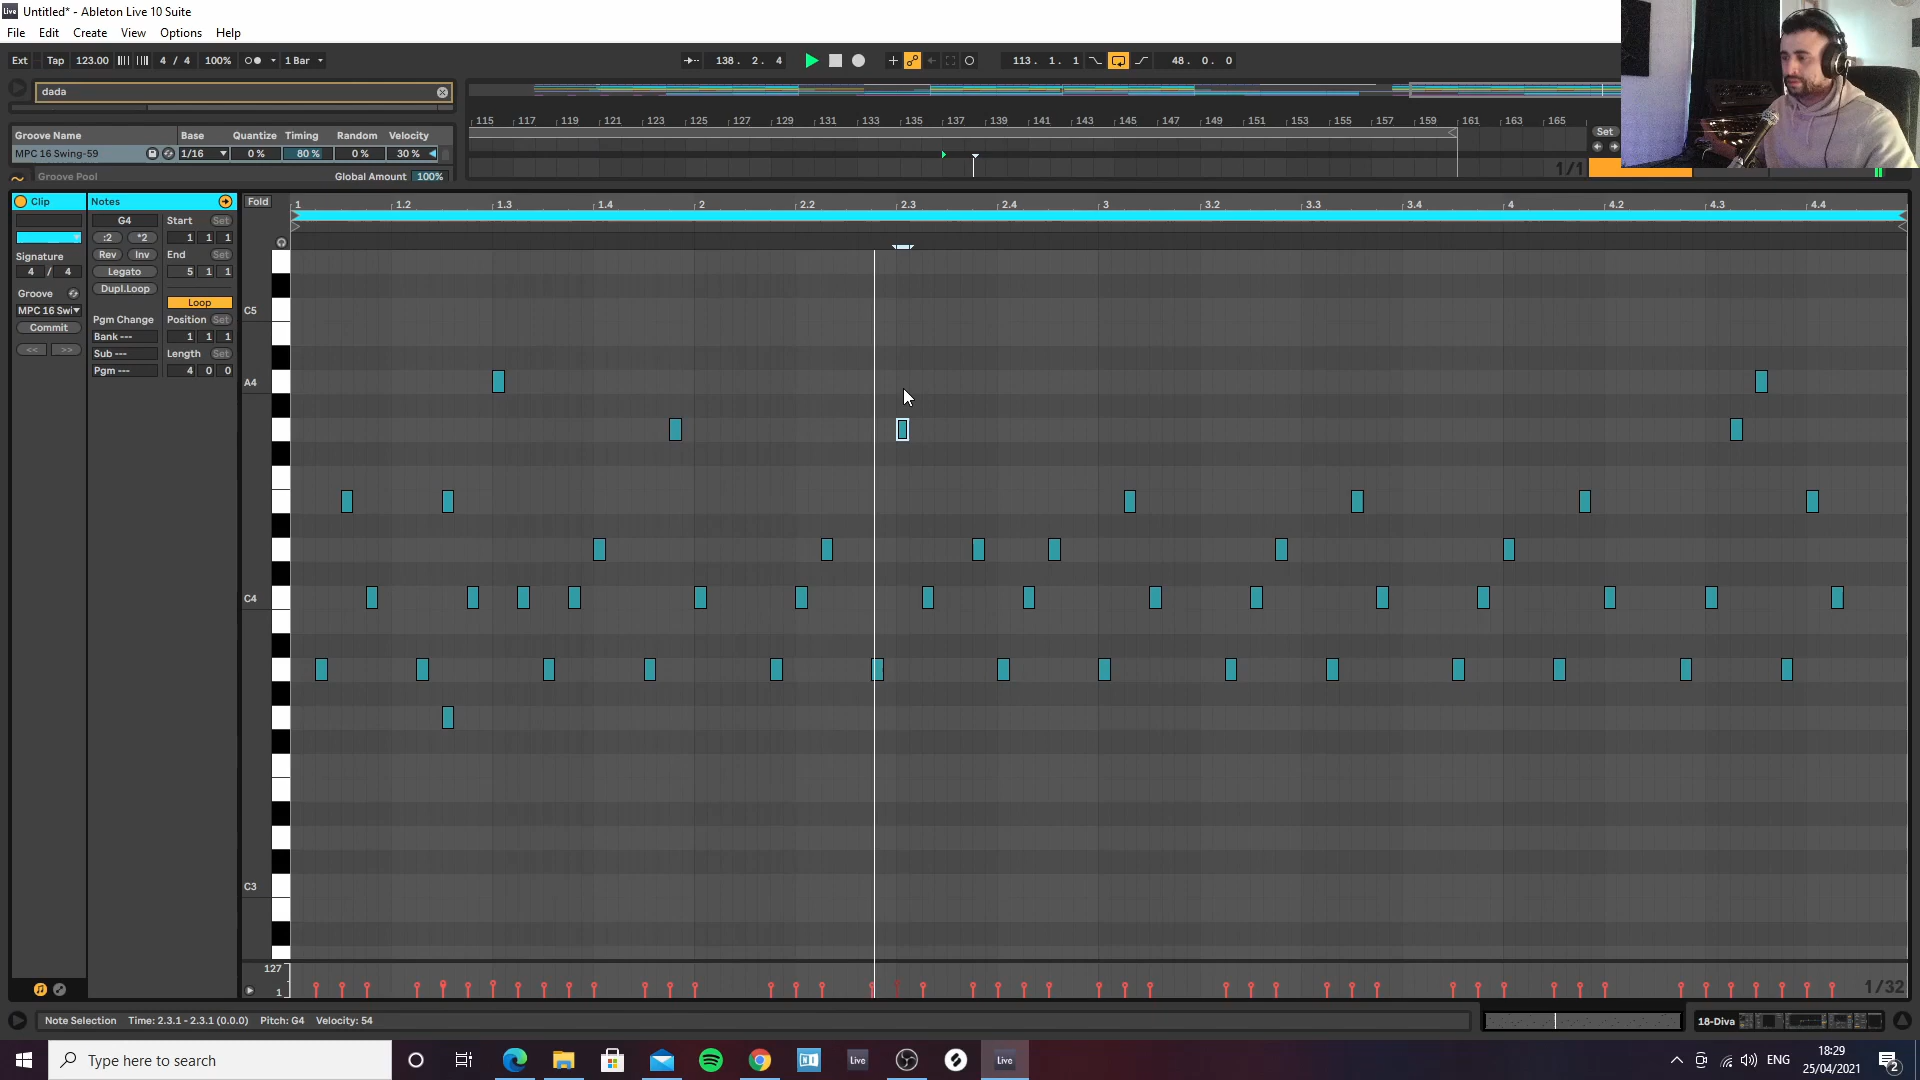 Untitled* - Ableton Live 10 Suite
File Edit Create View Options Help
Ext Tap 123.00 4 / 4 100% 1 Bar 138. 2. 4 113. 1. 1 48. 0. 0
dada
115 117 119 121 123 125 127 129 131 133 135 137 139 141 143 145 147 149 151 153 155 157 159 161 163 165 Set
Groove Name Base Quantize Timing Random Velocity
MPC 16 Swing-59 1/16 0 % 80 % 0 % 30 %
Groove Pool Global Amount 100% 1/1
Clip Notes Fold 1 1.2 1.3 1.4 2 2.2 2.3 2.4 3 3.2 3.3 3.4 4 4.2 4.3 4.4
G4 Start Set
:2 *2 1 1 1
Signature Rev Inv End Set
4 / 4 Legato 5 1 1
Groove Dupl.Loop
MPC 16 Swi Loop
Commit Pgm Change Position Set
<< >> Bank --- 1 1 1
Sub --- Length Set
Pgm --- 4 0 0
C5
A4
C4
C3
127
1 1/32
Note Selection Time: 2.3.1 - 2.3.1 (0.0.0) Pitch: G4 Velocity: 54 18-Diva
Type here to search Live Live ENG 18:29
25/04/2021 2